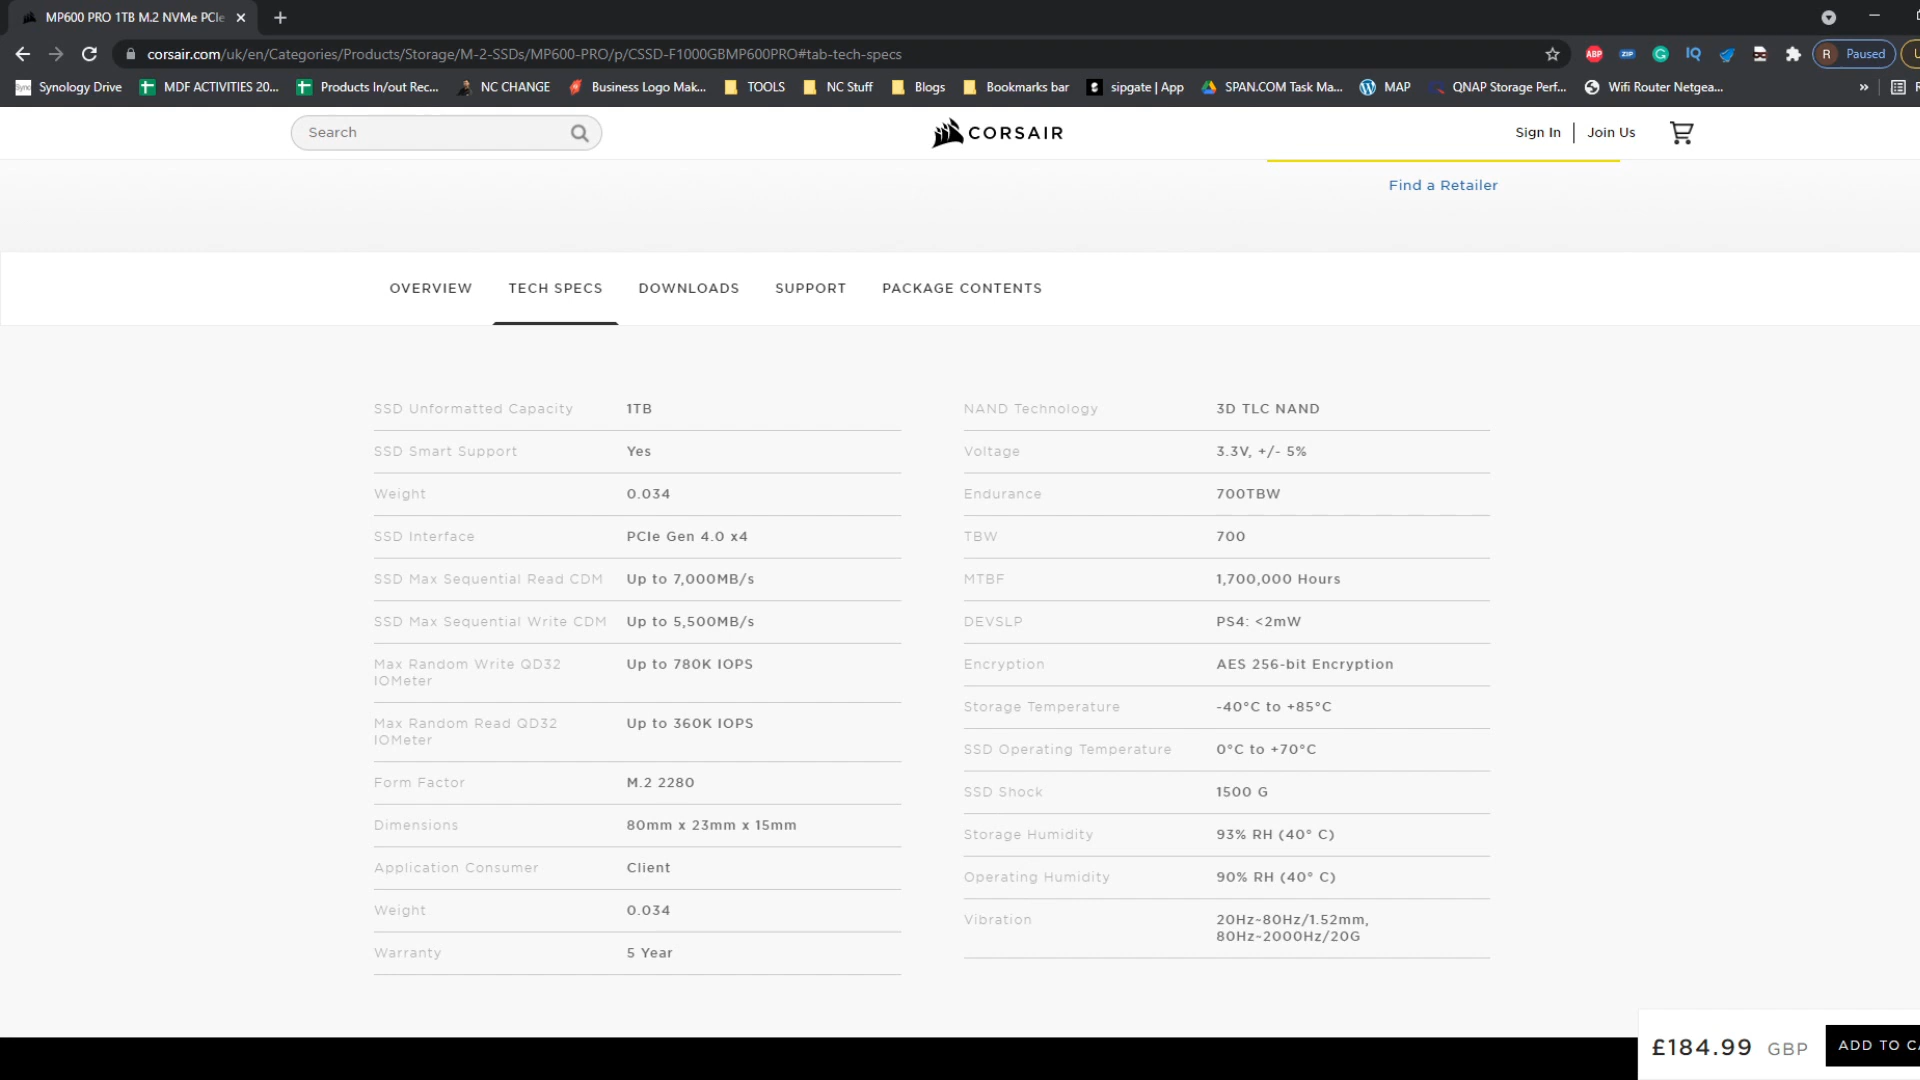 MP600 PRO 1TB M.2 NVMe PCIe
corsair.com/uk/en/Categories/Products/Storage/M-2-SSDs/MP600-PRO/p/CSSD-F1000GBMP600PRO#tab-tech-specs
ABP
ZIP
IQ
R
Paused
Synology Drive
MDF ACTIVITIES 20...
Products In/out Rec...
NC CHANGE
Business Logo Mak...
TOOLS
NC Stuff
Blogs
Bookmarks bar
sipgate | App
SPAN.COM Task Ma...
MAP
QNAP Storage Perf...
Wifi Router Netgea...
»
Search
CORSAIR
Sign In | Join Us
Find a Retailer
OVERVIEW
TECH SPECS
DOWNLOADS
SUPPORT
PACKAGE CONTENTS
SSD Unformatted Capacity 1TB
SSD Smart Support Yes
Weight 0.034
SSD Interface PCIe Gen 4.0 x4
SSD Max Sequential Read CDM Up to 7,000MB/s
SSD Max Sequential Write CDM Up to 5,500MB/s
Max Random Write QD32 Up to 780K IOPS
IOMeter
Max Random Read QD32 Up to 360K IOPS
IOMeter
Form Factor M.2 2280
Dimensions 80mm x 23mm x 15mm
Application Consumer Client
Weight 0.034
Warranty 5 Year
NAND Technology 3D TLC NAND
Voltage 3.3V, +/- 5%
Endurance 700TBW
TBW 700
MTBF 1,700,000 Hours
DEVSLP PS4: <2mW
Encryption AES 256-bit Encryption
Storage Temperature -40°C to +85°C
SSD Operating Temperature 0°C to +70°C
SSD Shock 1500 G
Storage Humidity 93% RH (40° C)
Operating Humidity 90% RH (40° C)
Vibration 20Hz~80Hz/1.52mm,
80Hz~2000Hz/20G
£184.99 GBP
ADD TO CA